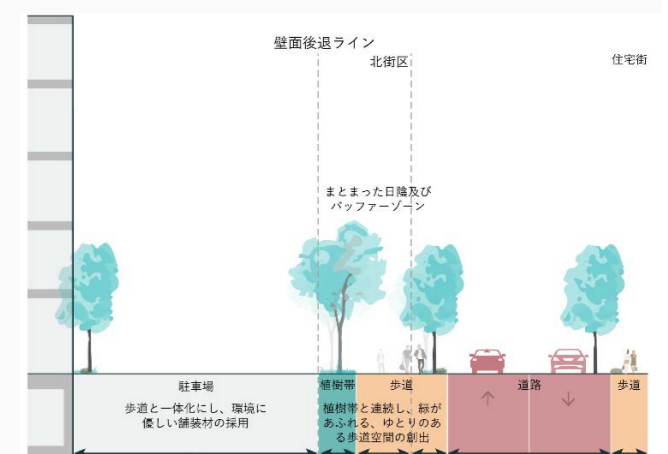 壁面後退ライン
北街区
住宅街
まとまった日陰及び
バッファーゾーン
駐車場
植樹帯
歩道
道路
歩道
歩道と一体化にし、環境に
優しい舗装材の採用
植樹帯と連続し、緑が
あふれる、ゆとりのあ
る歩道空間の創出